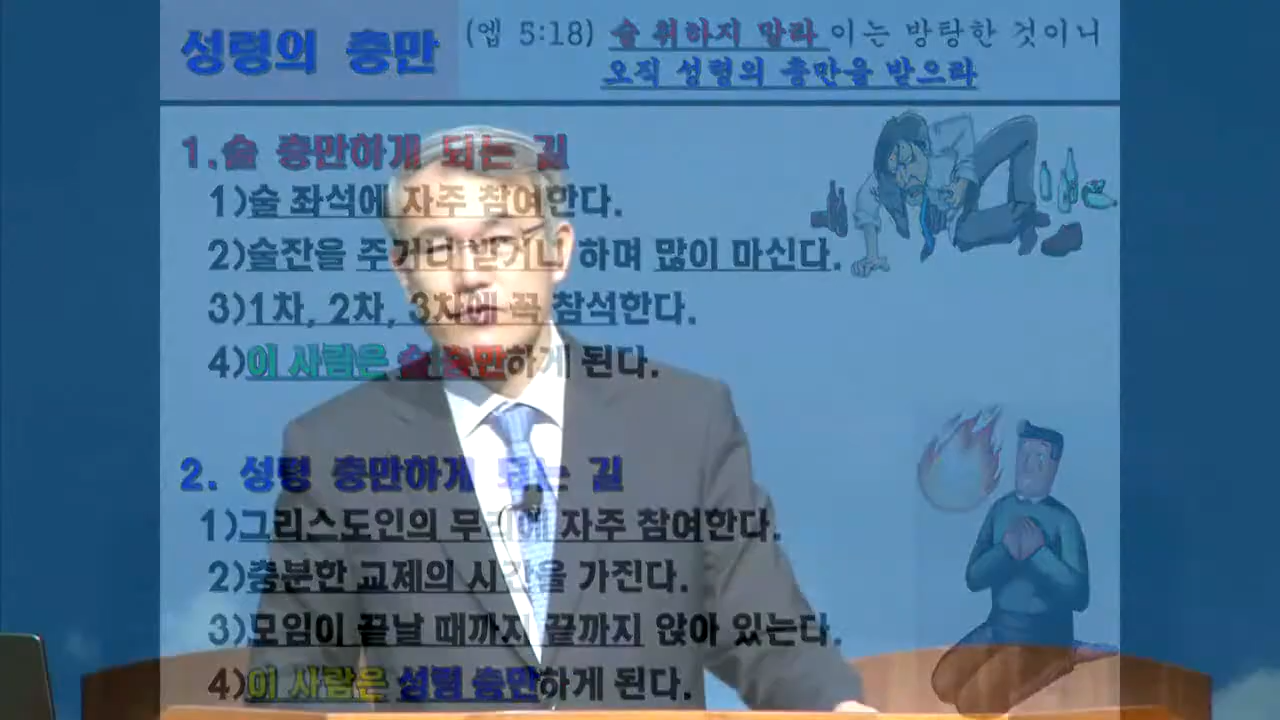 성령의 충만
(엡 5:18) 술 취하지 말라 이는 방탕한 것이니
오직 성령의 충만을 받으라
1.술 충만하게 되는 길
1)술 좌석에 자주 참여한다.
2)술잔을 주거니 받거니 하며 많이 마신다.
3)1차, 2차, 3차에 꼭 참석한다.
4)이 사람은 술 충만하게 된다.
2. 성령 충만하게 되는 길
1)그리스도인의 무리에 자주 참여한다.
2)충분한 교제의 시간을 가진다.
3)모임이 끝날 때까지 끝까지 앉아 있는다.
4)이 사람은 성령 충만하게 된다.